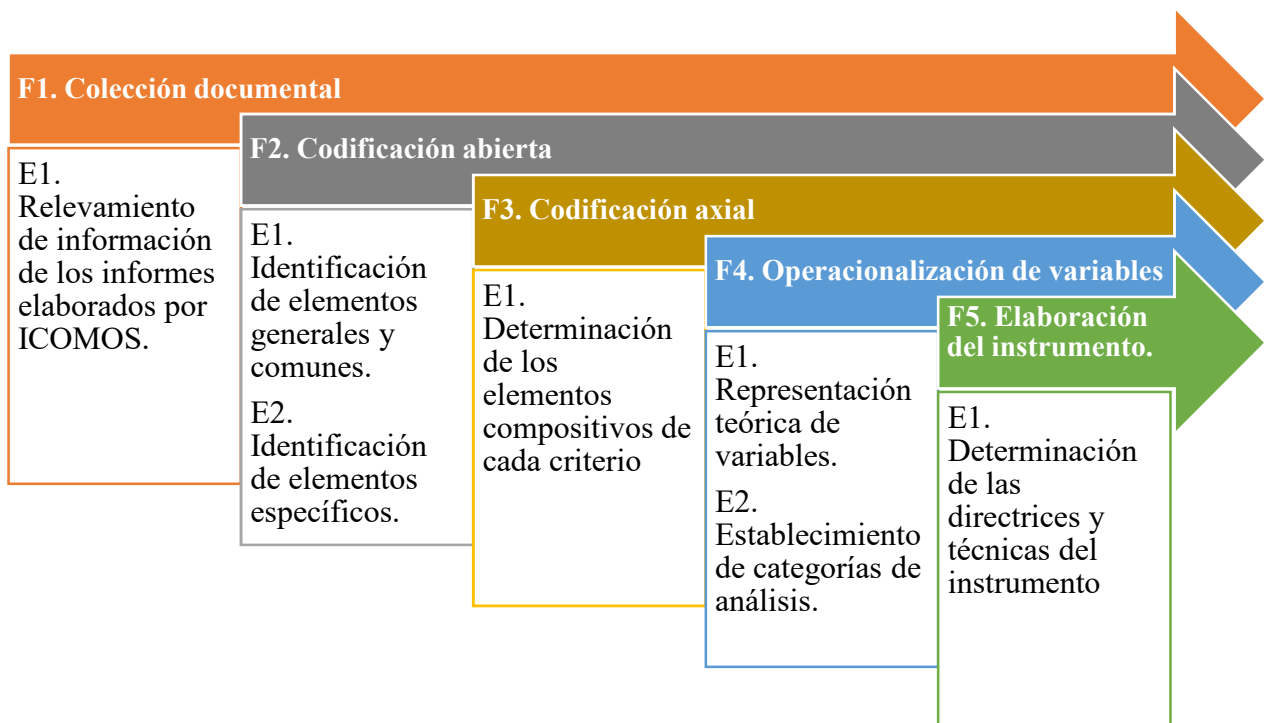 F1. Colección documental
E1.
Relevamiento
de información
de los informes
elaborados por
ICOMOS.
F2. Codificación abierta
E1.
Identificación
de elementos
generales y
comunes.
E2.
Identificación
de elementos
específicos.
F3. Codificación axial
E1.
Determinación
de los
elementos
compositivos de
cada criterio
F4. Operacionalización de variables
E1.
Representación
teórica de
variables.
E2.
Establecimiento
de categorías de
análisis.
F5. Elaboración
del instrumento.
E1.
Determinación
de las
directrices y
técnicas del
instrumento